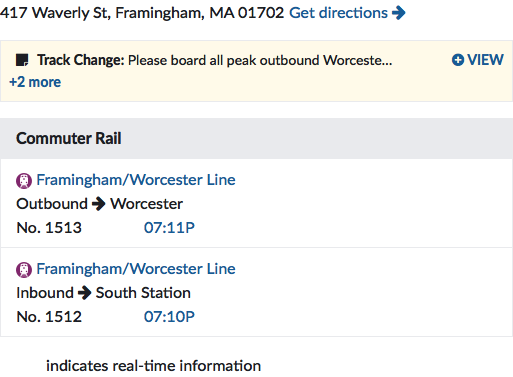 417 Waverly St, Framingham, MA 01702 Get directions
Track Change: Please board all peak outbound Worceste...
VIEW
+2 more
Commuter Rail
Framingham/Worcester Line
Outbound → Worcester
No. 1513 07:11P
Framingham/Worcester Line
Inbound → South Station
No. 1512 07:10P
indicates real-time information